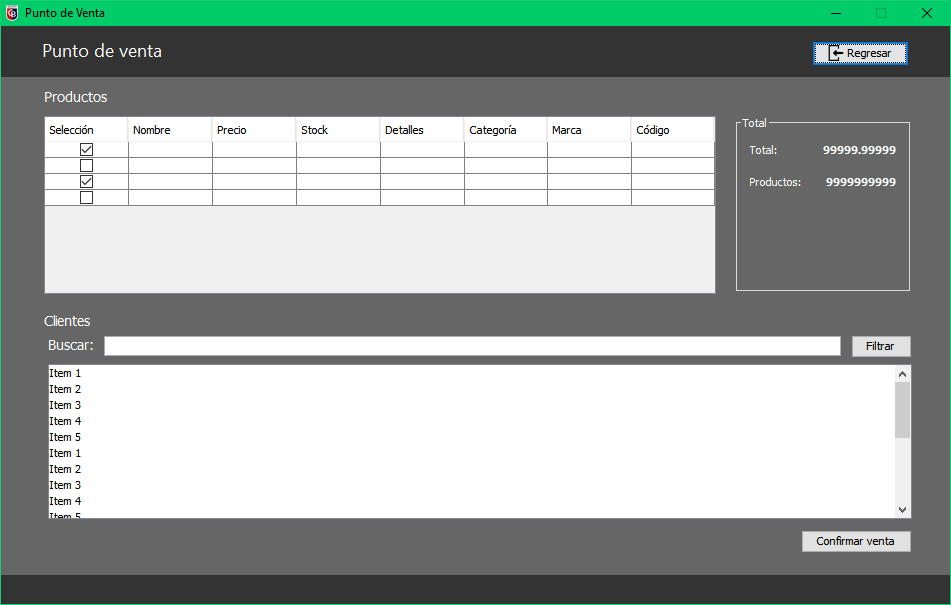 Punto de Venta
Punto de venta
Regresar
Productos
Selección Nombre Precio Stock Detalles Categoría Marca Código
Total
Total: 99999.99999
Productos: 9999999999
Clientes
Buscar:
Filtrar
Item 1
Item 2
Item 3
Item 4
Item 5
Item 1
Item 2
Item 3
Item 4
Item 5
Confirmar venta